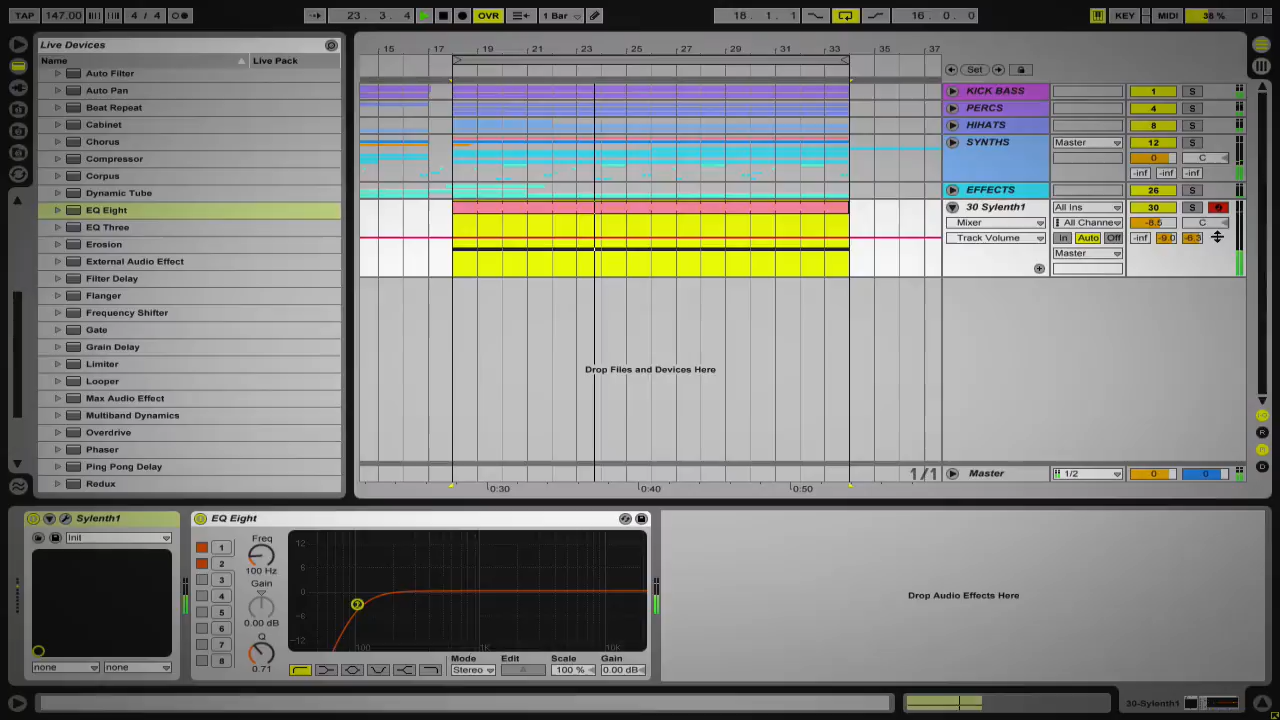 TAP 147.00 4 / 4 23 . 3 . 4 OVR 1 Bar 18 . 1 . 1 16 . 0 . 0 KEY MIDI 38 % D
Live Devices
Name Live Pack
Auto Filter
Auto Pan
Beat Repeat
Cabinet
Chorus
Compressor
Corpus
Dynamic Tube
EQ Eight
EQ Three
Erosion
External Audio Effect
Filter Delay
Flanger
Frequency Shifter
Gate
Grain Delay
Limiter
Looper
Max Audio Effect
Multiband Dynamics
Overdrive
Phaser
Ping Pong Delay
Redux
15 17 19 21 23 25 27 29 31 33 35 37
Set
KICK BASS 1 S
PERCS 4 S
HIHATS 8 S
SYNTHS Master 12 S
0 C
-inf -inf -inf
EFFECTS 26 S
30 Sylenth1 All Ins 30 S
Mixer All Channe -8.5 C
Track Volume In Auto Off -inf -9.0 -6.3
Master
Drop Files and Devices Here
1/1 Master 1/2 0 0
0:30 0:40 0:50
R
D
Sylenth1
Init
none none
EQ Eight
1
2
3
4
5
6
7
8
Freq
100 Hz
Gain
0.00 dB
Q
0.71
12
6
0
-6
-12
100 1K 10K
Mode Edit Scale Gain
Stereo 100 % 0.00 dB
Drop Audio Effects Here
30-Sylenth1